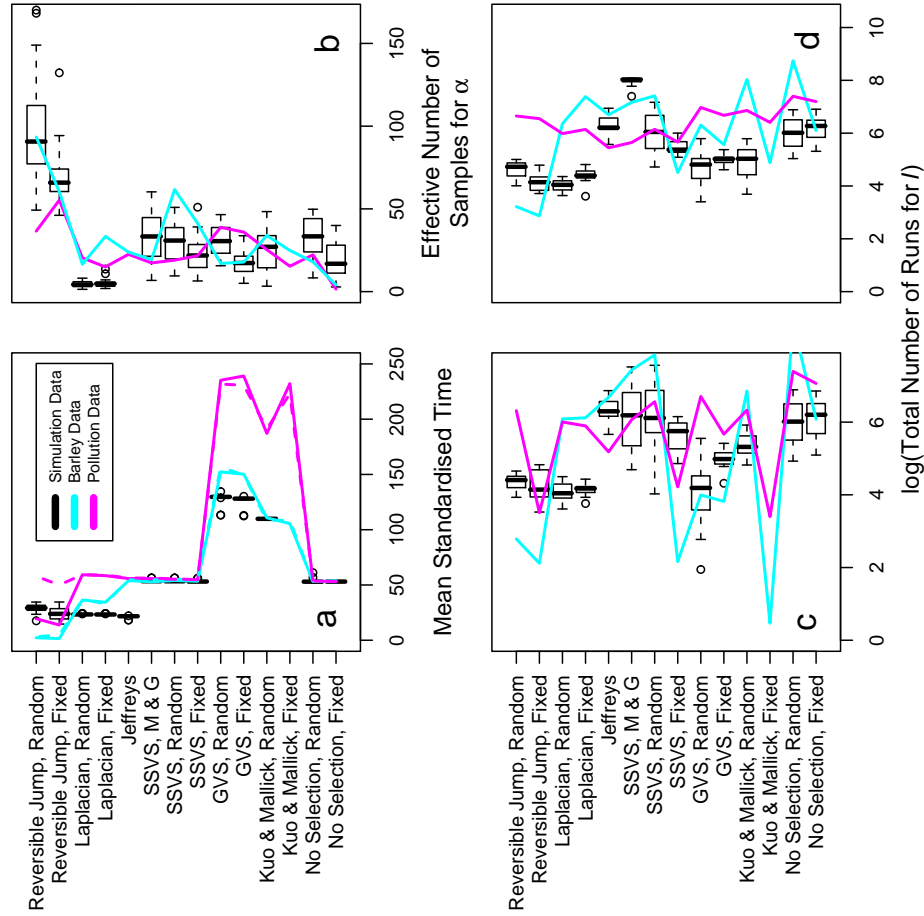 Reversible Jump, Random
Reversible Jump, Fixed
Laplacian, Random
Laplacian, Fixed
Jeffreys
SSVS, M & G
SSVS, Random
SSVS, Fixed
GVS, Random
GVS, Fixed
Kuo & Mallick, Random
Kuo & Mallick, Fixed
No Selection, Random
No Selection, Fixed
0 50 100 150 200 250
Mean Standardised Time
a
Simulation Data
Barley Data
Pollution Data
0 50 100 150
Effective Number of
Samples for α
b
Reversible Jump, Random
Reversible Jump, Fixed
Laplacian, Random
Laplacian, Fixed
Jeffreys
SSVS, M & G
SSVS, Random
SSVS, Fixed
GVS, Random
GVS, Fixed
Kuo & Mallick, Random
Kuo & Mallick, Fixed
No Selection, Random
No Selection, Fixed
0 2 4 6
c
0 2 4 6 8 10
d
log(Total Number of Runs for I)